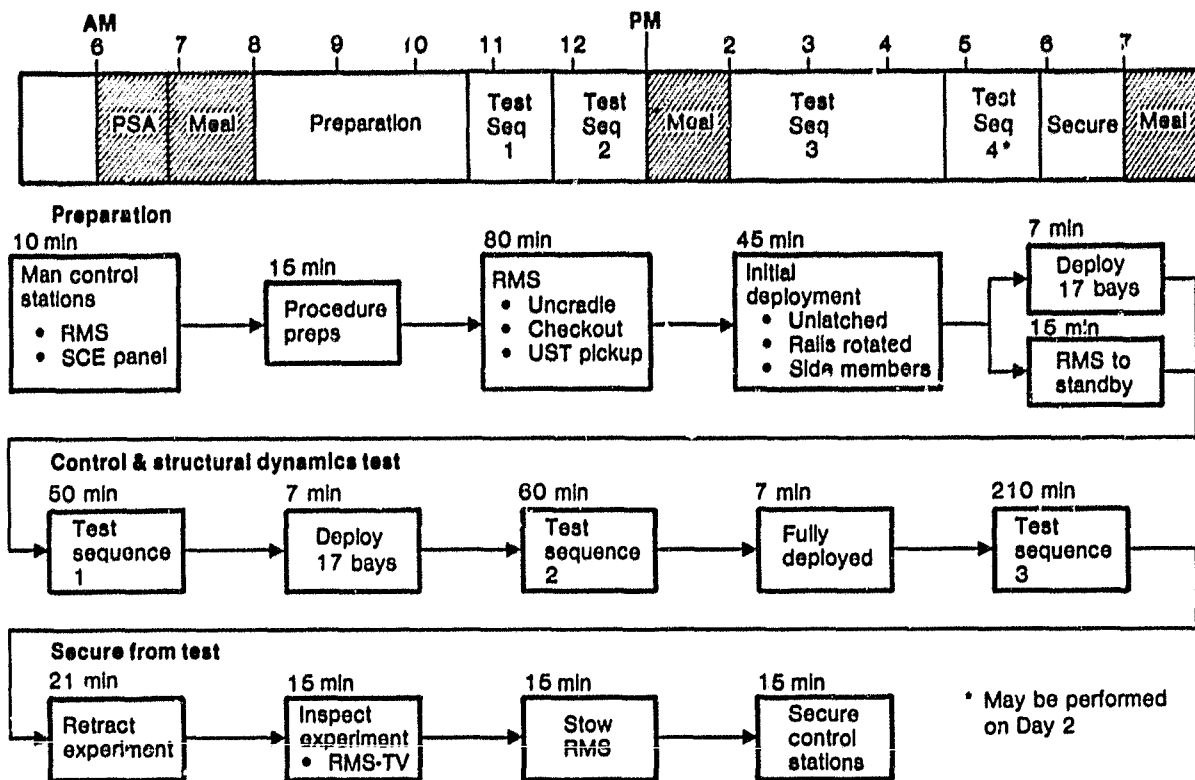 AM PM
6 7 8 9 10 11 12 2 3 4 5 6 7
PSA Meal Preparation Test Seq 1 Test Seq 2 Meal Test Seq 3 Test Seq 4* Secure Meal
Preparation
10 min
Man control
stations
• RMS
• SCE panel
15 min
Procedure
preps
80 min
RMS
• Uncradle
• Checkout
• UST pickup
45 min
Initial
deployment
• Unlatched
• Rails rotated
• Side members
7 min
Deploy
17 bays
15 min
RMS to
standby
Control & structural dynamics test
50 min
Test
sequence
1
7 min
Deploy
17 bays
60 min
Test
sequence
2
7 min
Fully
deployed
210 min
Test
sequence
3
Secure from test
21 min
Retract
experiment
15 min
Inspect
experiment
• RMS-TV
15 min
Stow
RMS
15 min
Secure
control
stations
* May be performed
on Day 2